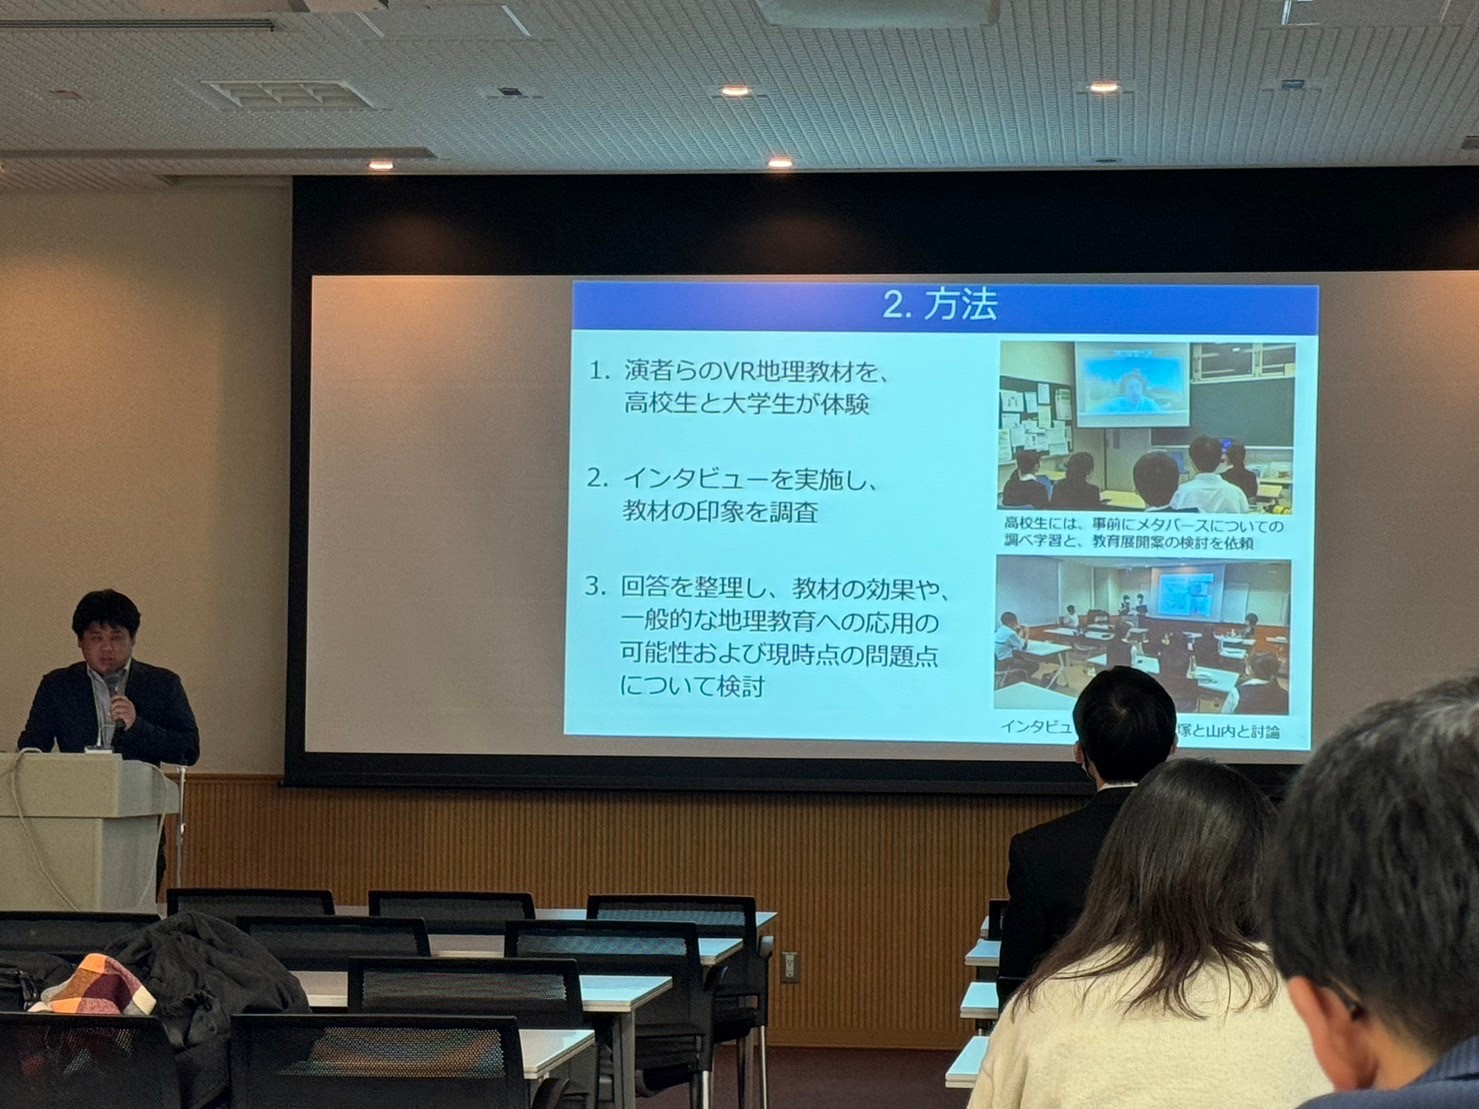 2. 方法
1. 演者らのVR地理教材を、
高校生と大学生が体験
2. インタビューを実施し、
教材の印象を調査
3. 回答を整理し、教材の効果や、
一般的な地理教育への応用の
可能性および現時点の問題点
について検討
高校生には、事前にメタバースについての
調べ学習と、教育展開案の検討を依頼
インタビュ
塚と山内と討論